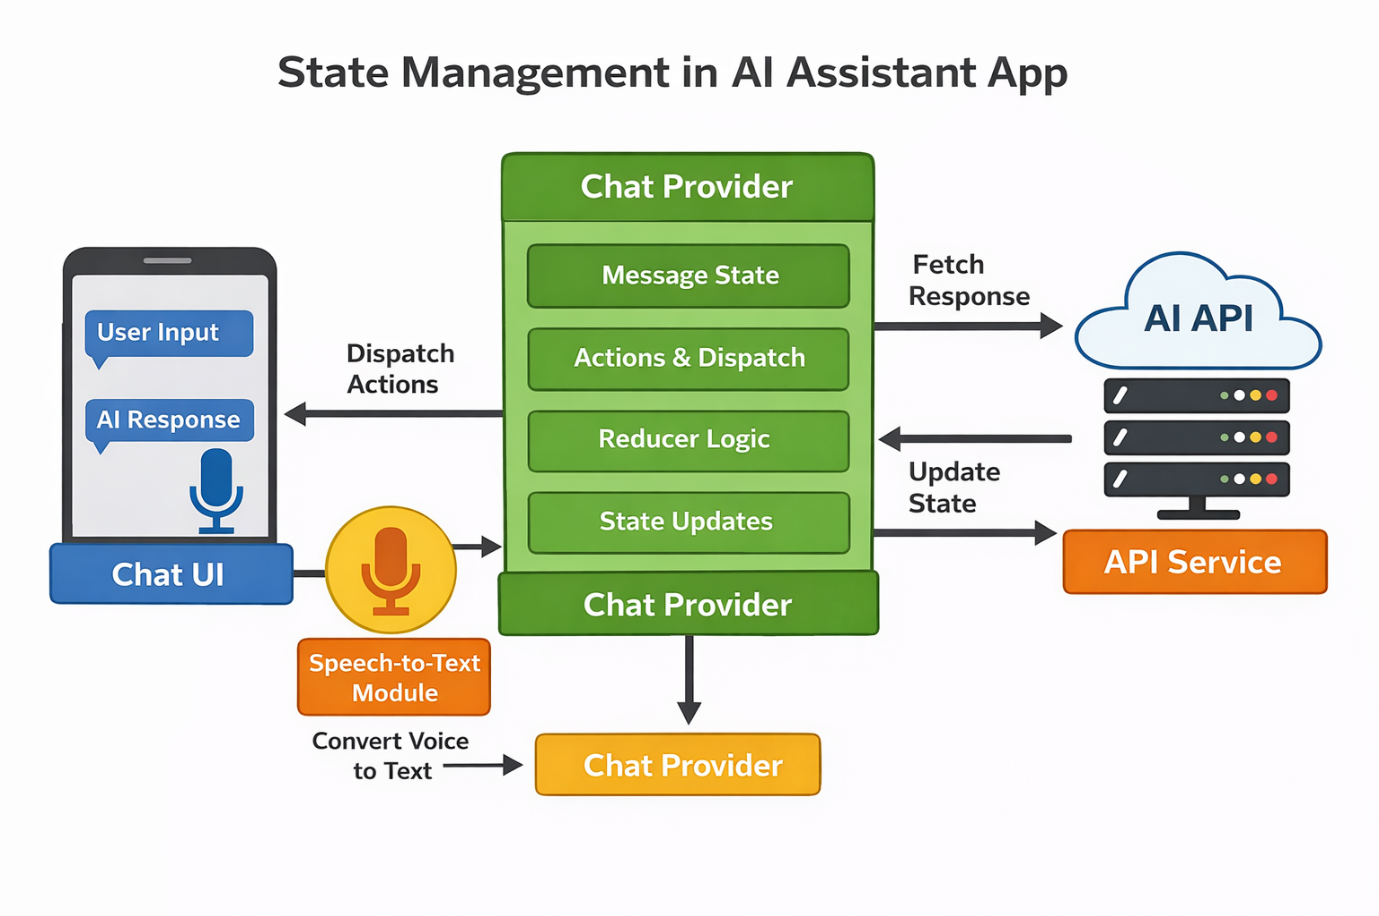 State Management in AI Assistant App
Chat Provider
Message State
Actions & Dispatch
Reducer Logic
State Updates
Chat Provider
User Input
AI Response
Chat UI
Dispatch
Actions
Speech-to-Text
Module
Convert Voice
to Text
Chat Provider
Fetch
Response
AI API
Update
State
API Service